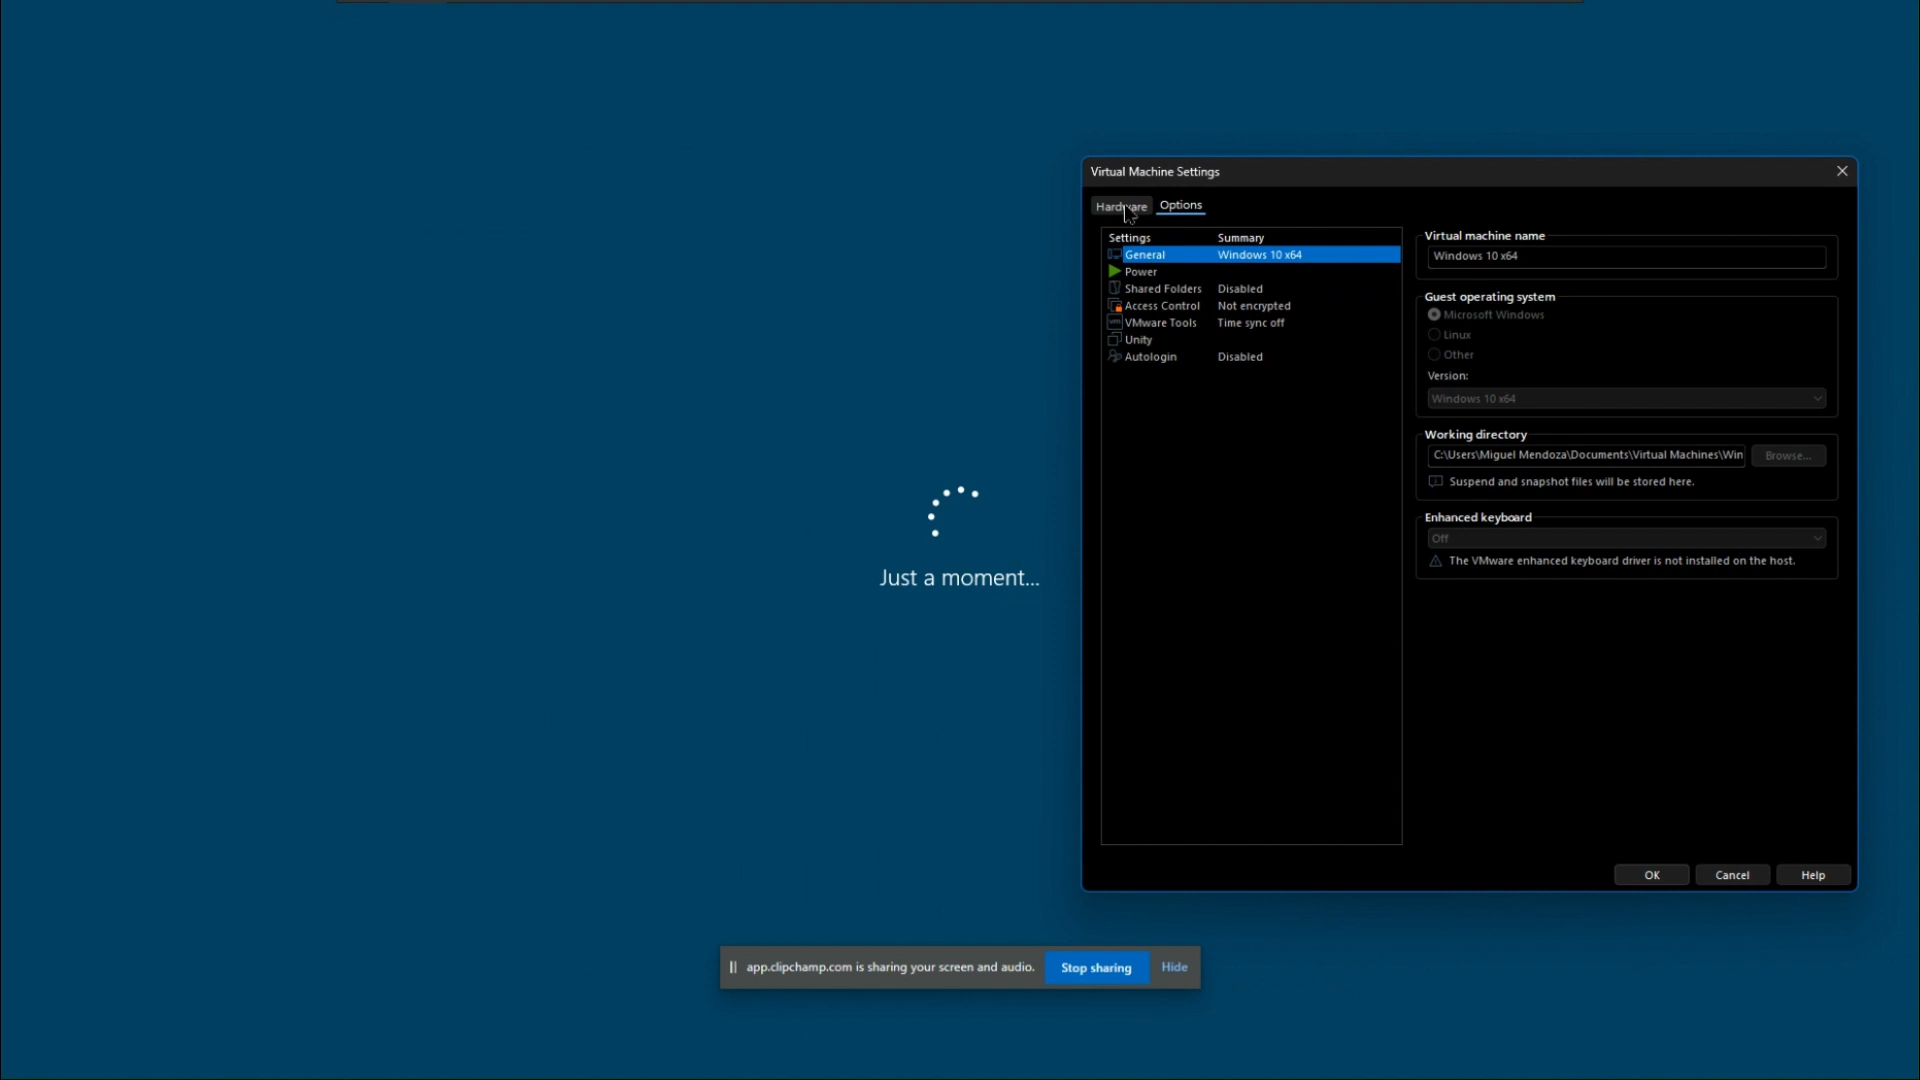 Virtual Machine Settings
Hardware Options
Settings Summary
General Windows 10 x64
Power
Shared Folders Disabled
Access Control Not encrypted
VMware Tools Time sync off
Unity
Autologin Disabled
Virtual machine name
Windows 10 x64
Guest operating system
Microsoft Windows
Linux
Other
Version:
Windows 10 x64
Working directory
C:\Users\Miguel Mendoza\Documents\Virtual Machines\Win
Browse...
Suspend and snapshot files will be stored here.
Enhanced keyboard
Off
The VMware enhanced keyboard driver is not installed on the host.
OK Cancel Help
Just a moment...
app.clipchamp.com is sharing your screen and audio. Stop sharing Hide